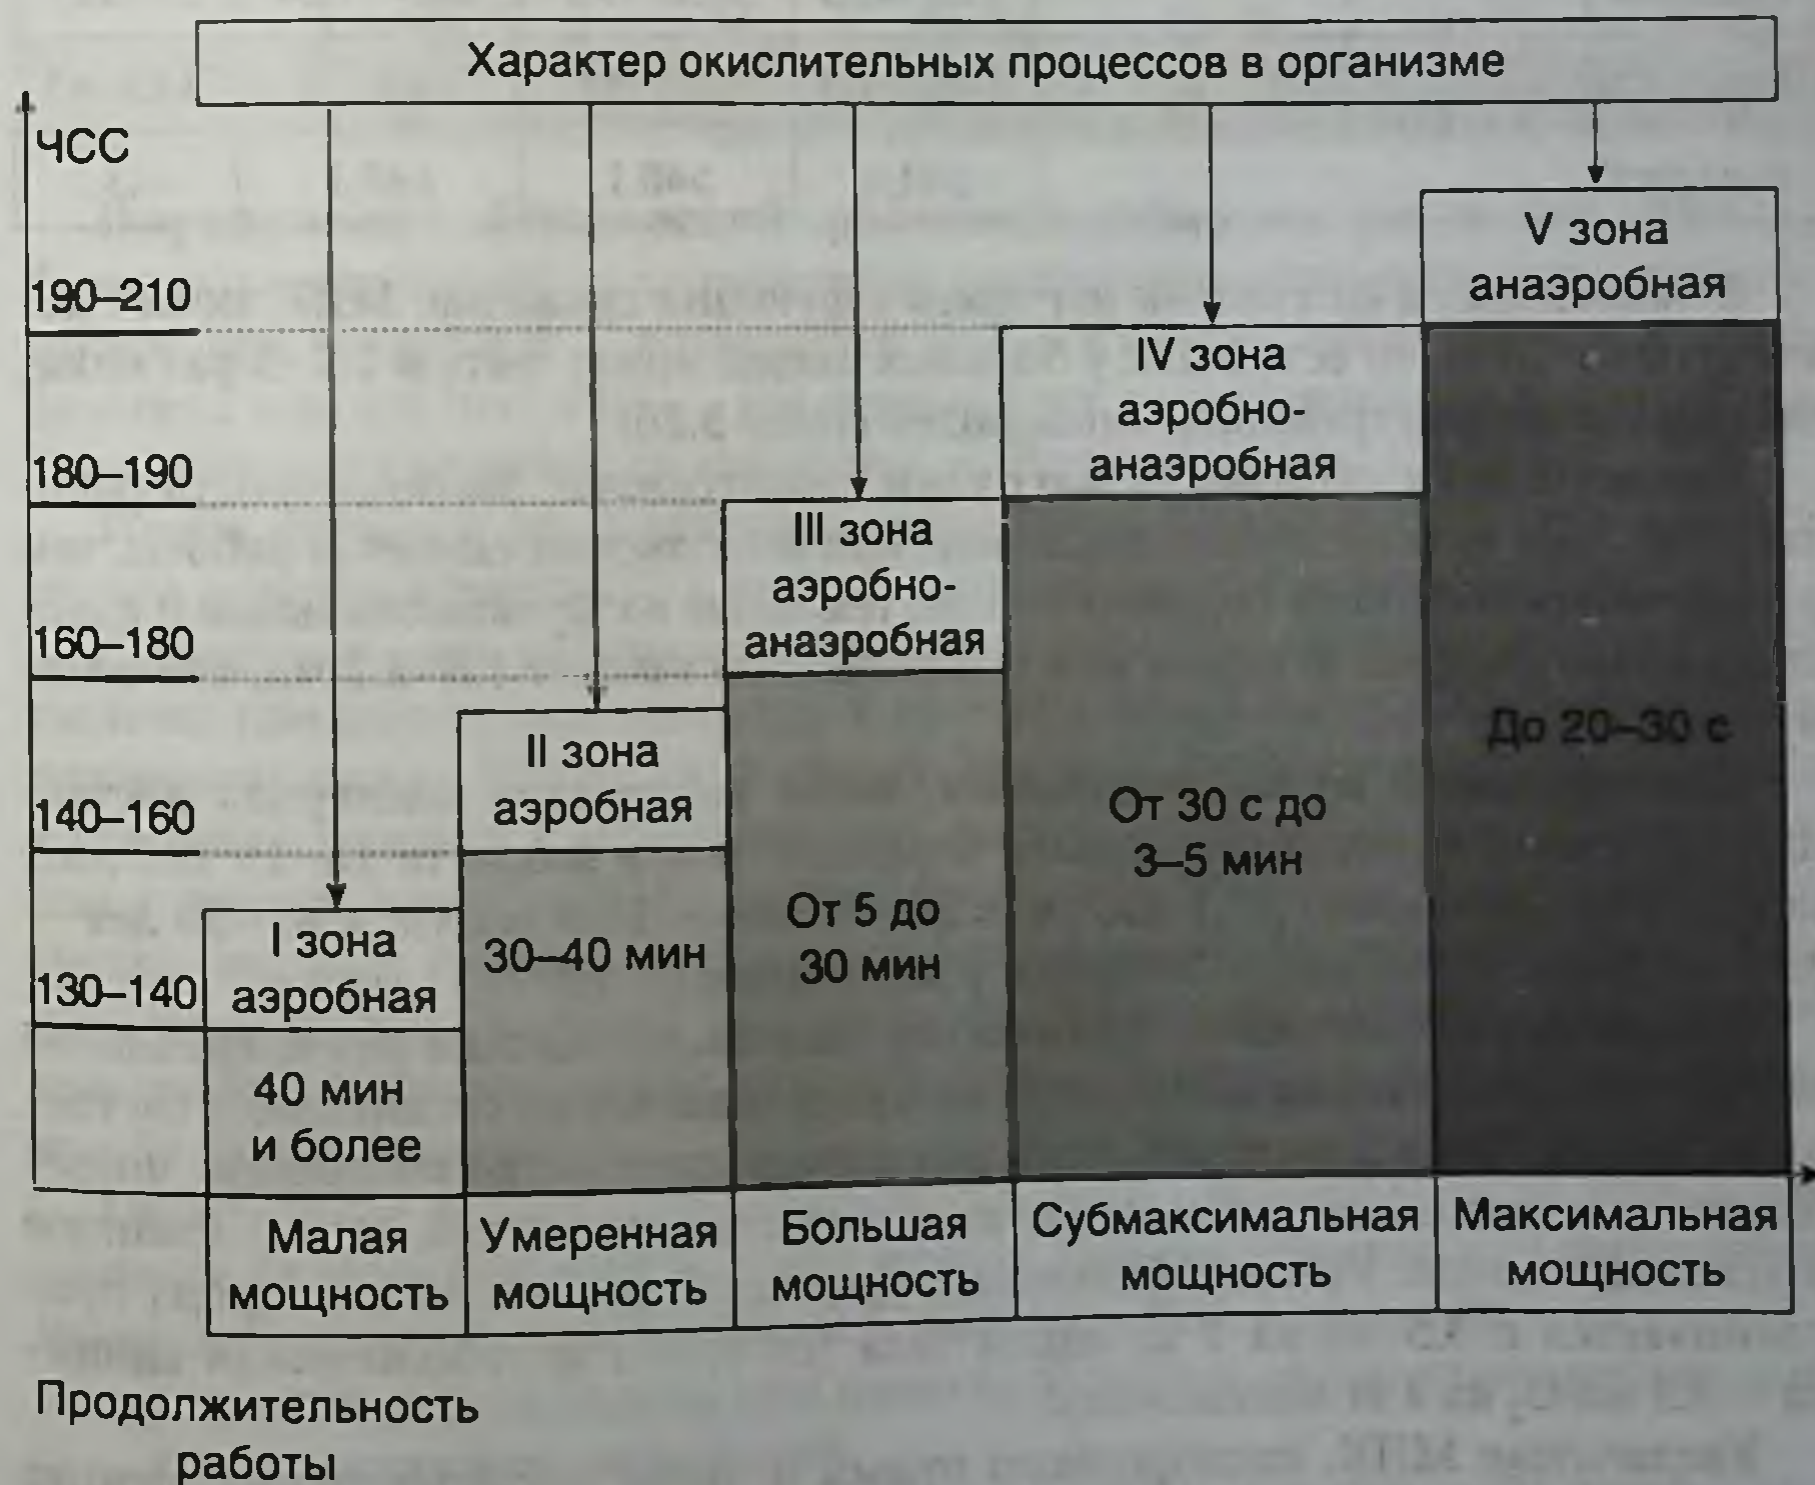 Характер окислительных процессов в организме
ЧСС
V зона
анаэробная
190–210
IV зона
аэробно-
анаэробная
180–190
III зона
аэробно-
анаэробная
160–180
До 20–30 с
II зона
аэробная
140–160
От 30 с до
3–5 мин
От 5 до
30 мин
30–40 мин
I зона
аэробная
130–140
40 мин
и более
Малая
мощность
Умеренная
мощность
Большая
мощность
Субмаксимальная
мощность
Максимальная
мощность
Продолжительность
работы